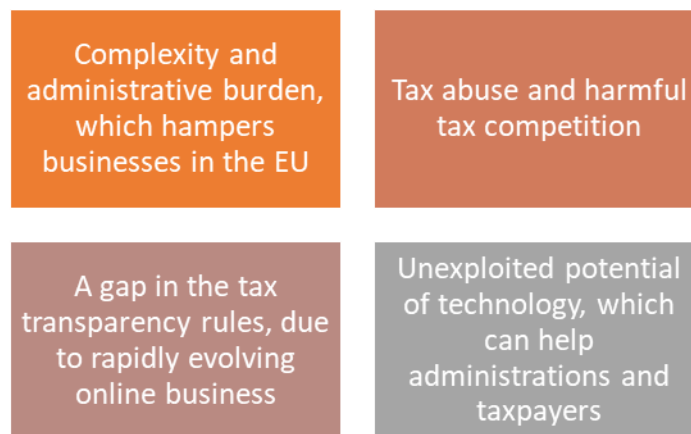 Complexity and
administrative burden,
which hampers
businesses in the EU
Tax abuse and harmful
tax competition
A gap in the tax
transparency rules, due
to rapidly evolving
online business
Unexploited potential
of technology, which
can help
administrations and
taxpayers